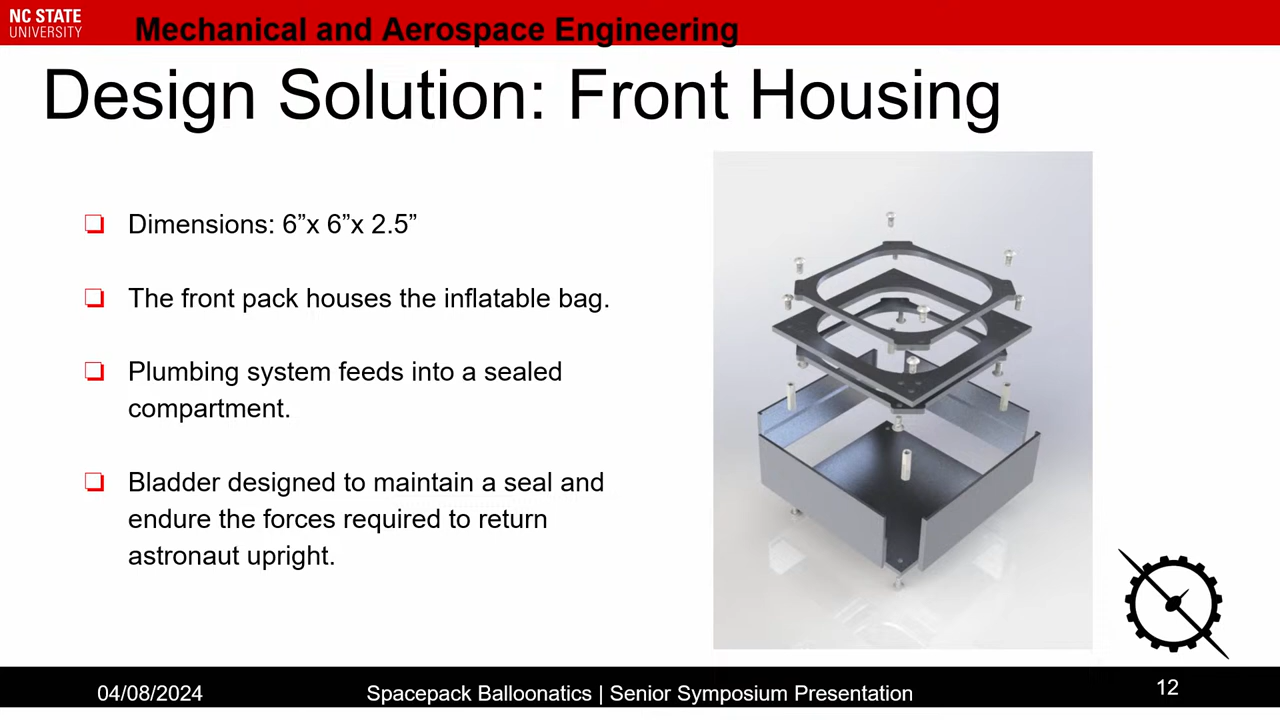 NC STATE
UNIVERSITY
Mechanical and Aerospace Engineering
Design Solution: Front Housing
Dimensions: 6”x 6”x 2.5”
The front pack houses the inflatable bag.
Plumbing system feeds into a sealed
compartment.
Bladder designed to maintain a seal and
endure the forces required to return
astronaut upright.
04/08/2024
Spacepack Balloonatics | Senior Symposium Presentation
12